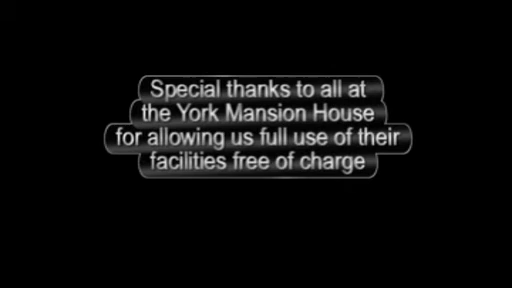 Special thanks to all at
the York Mansion House
for allowing us full use of their
facilities free of charge